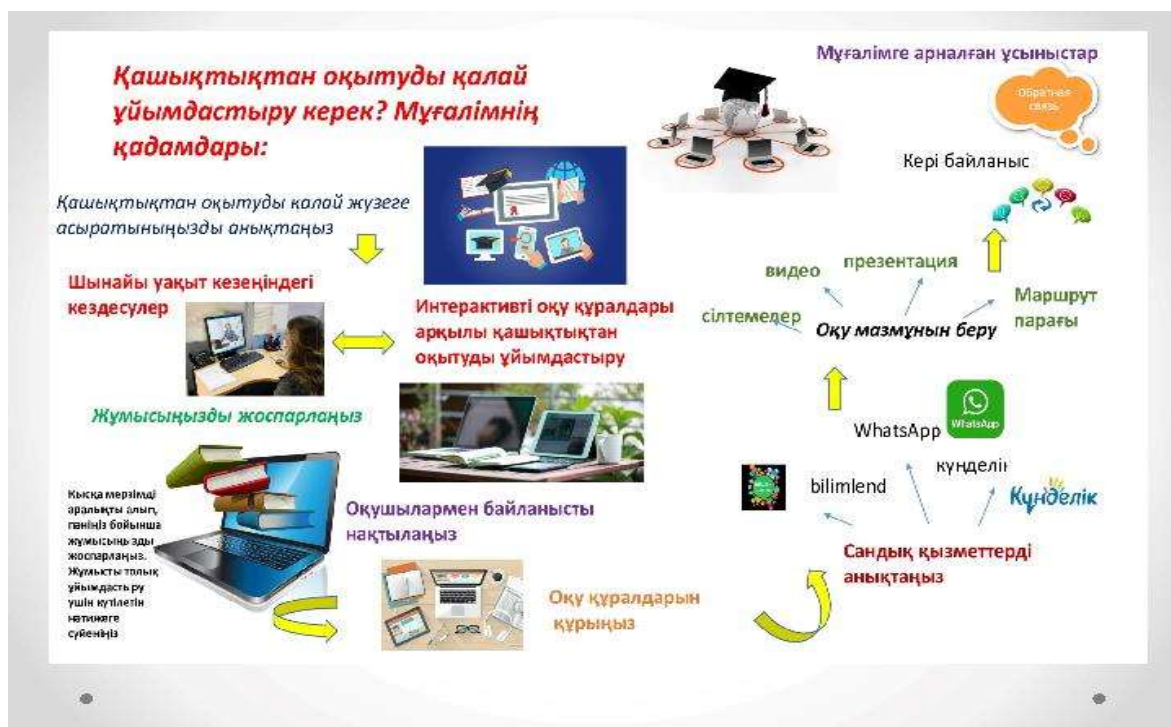 Қашықтықтан оқытуды қалай
ұйымдастыру керек? Мұғалімнің
қадамдары:
Қашықтықтан оқытуды қалай жүзеге
асыратыныңызды анықтаңыз
Шынайы уақыт кезеңіндегі
кездесулер
Интерактивті оқу құралдары
арқылы қашықтықтан
оқытуды ұйымдастыру
Жұмысыңызды жоспарлаңыз
Қысқа мерзімді
аралықты алып,
пәніңіз бойынша
жұмысыңызды
жоспарлаңыз.
Жұмысты толық
ұйымдастыру
үшін күтілетін
нәтижеге
сүйеніңіз
Оқушылармен байланысты
нақтылаңыз
Оқу құралдарын
құрыңыз
Мұғалімге арналған ұсыныстар
Обратная
связь
Кері байланыс
видео
презентация
сілтемелер
Маршрут
парағы
Оқу мазмұнын беру
WhatsApp
WhatsApp
күнделік
bilimlend
Күнделік
Сандық қызметтерді
анықтаңыз